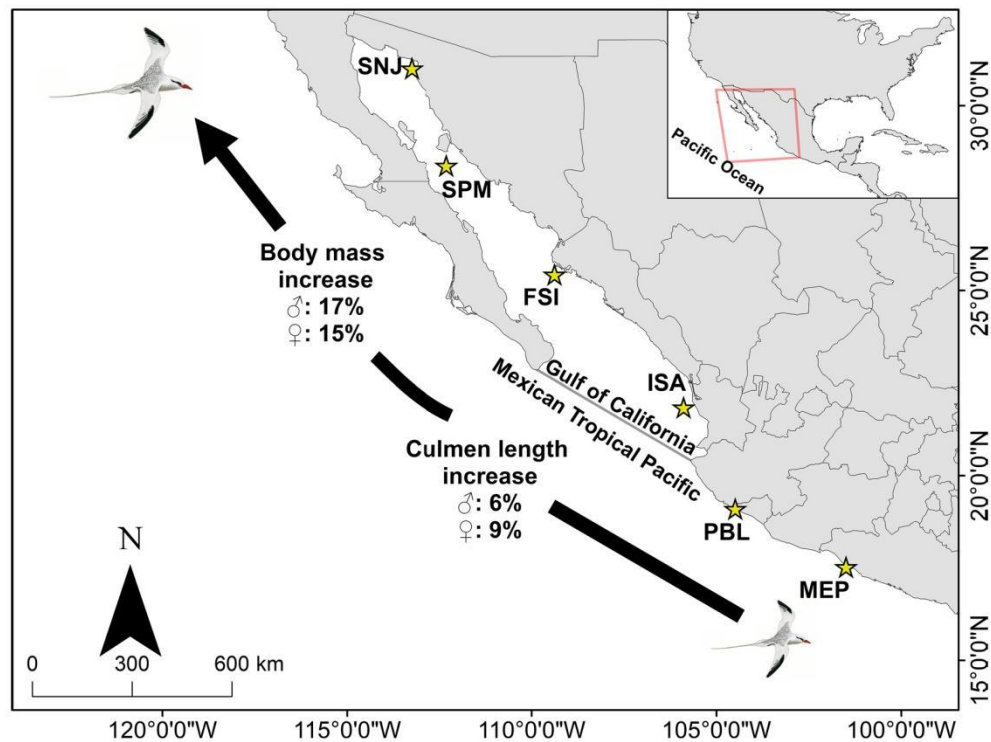 SNJ
SPM
Pacific Ocean
30°0'0"N
Body mass
increase
♂: 17%
♀: 15%
FSI
25°0'0"N
ISA
Gulf of California
Mexican Tropical Pacific
Culmen length
increase
♂: 6%
♀: 9%
20°0'0"N
PBL
MEP
N
0 300 600 km
15°0'0"N
120°0'0"W 115°0'0"W 110°0'0"W 105°0'0"W 100°0'0"W